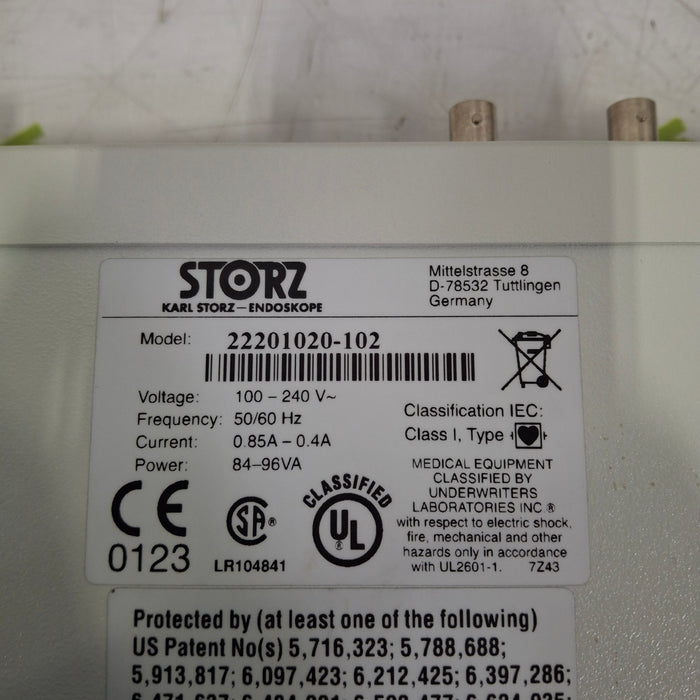 STORZ
KARL STORZ — ENDOSKOPE
Mittelstrasse 8
D-78532 Tuttlingen
Germany
Model: 22201020-102
Voltage: 100 – 240 V~
Frequency: 50/60 Hz
Current: 0.85A – 0.4A
Power: 84–96VA
Classification IEC:
Class I, Type
CE
0123
SA
LR104841
CLASSIFIED
UL
MEDICAL EQUIPMENT
CLASSIFIED BY
UNDERWRITERS
LABORATORIES INC.®
with respect to electric shock,
fire, mechanical and other
hazards only in accordance
with UL2601-1. 7Z43
Protected by (at least one of the following)
US Patent No(s) 5,716,323; 5,788,688;
5,913,817; 6,097,423; 6,212,425; 6,397,286;